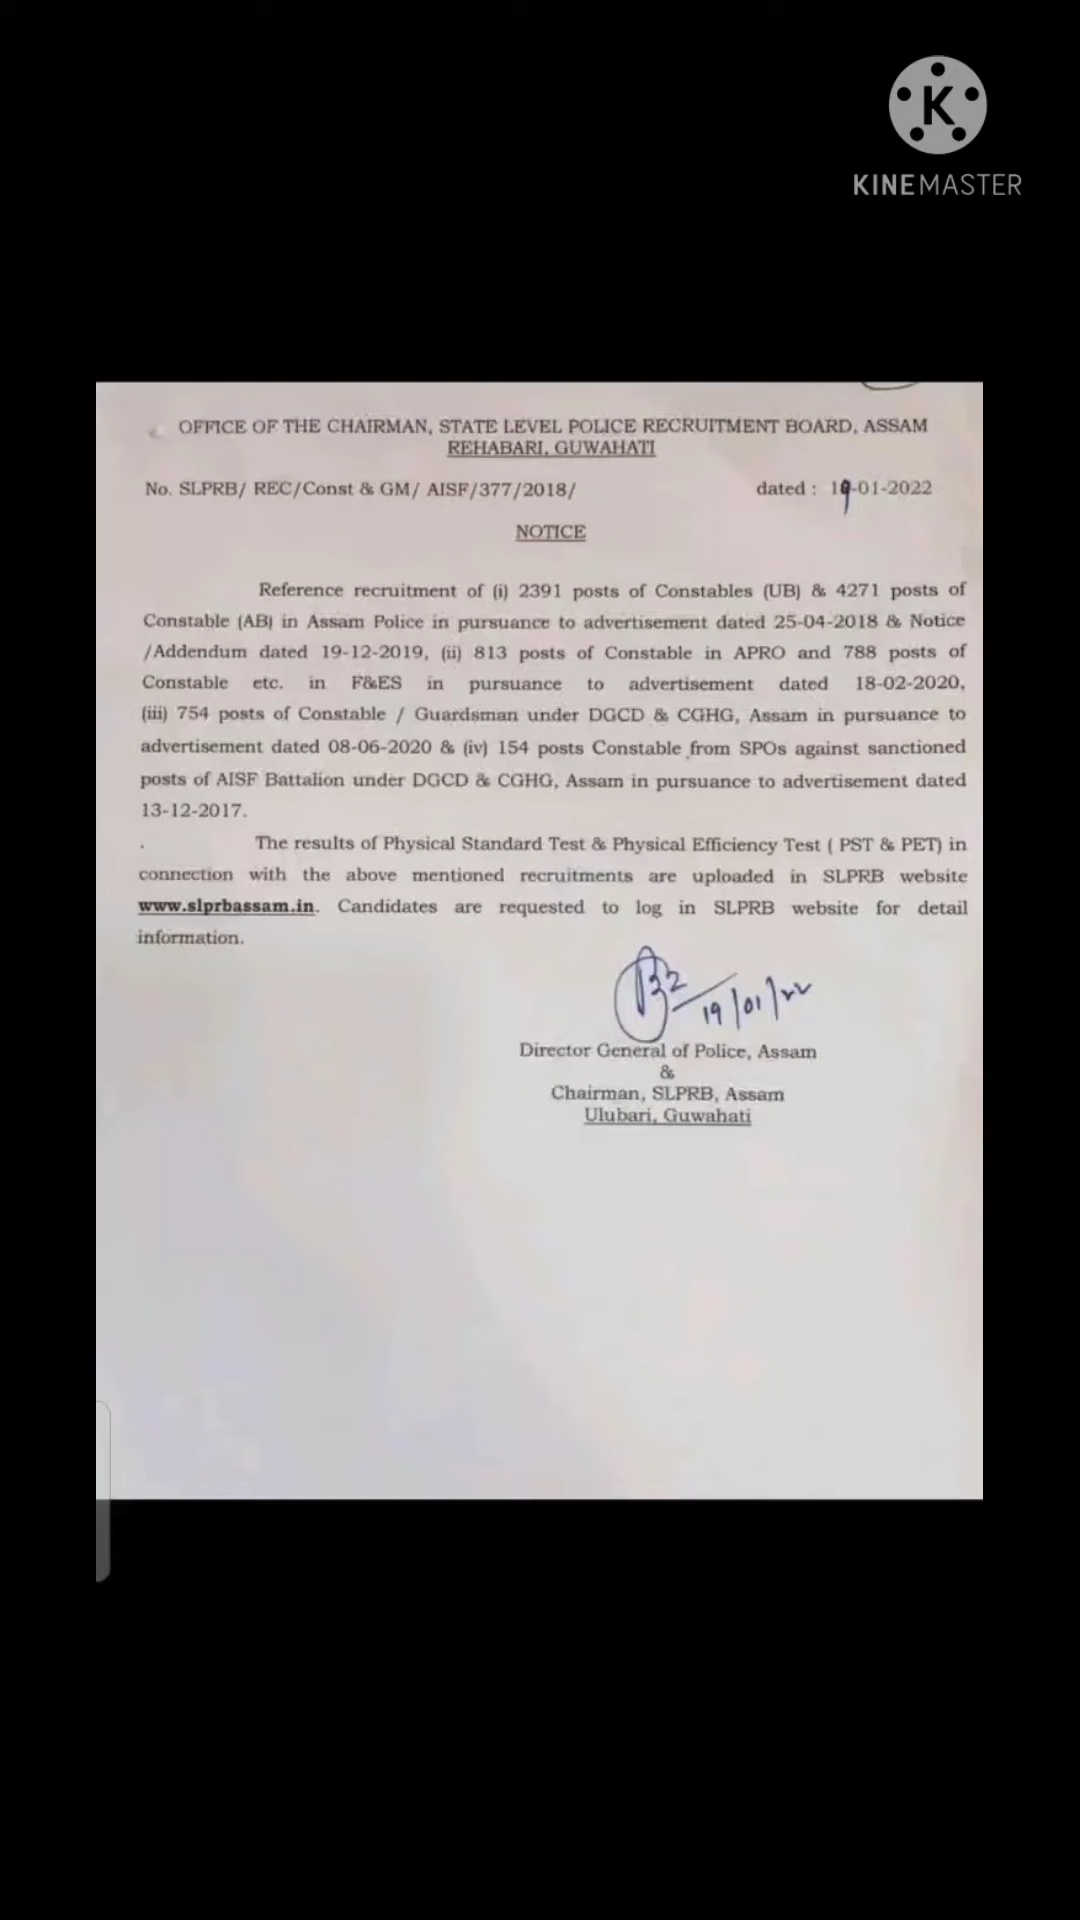 K
KINEMASTER
OFFICE OF THE CHAIRMAN, STATE LEVEL POLICE RECRUITMENT BOARD, ASSAM
REHABARI, GUWAHATI
No. SLPRB/ REC/Const & GM/ AISF/377/2018/ dated : 19-01-2022
NOTICE
Reference recruitment of (i) 2391 posts of Constables (UB) & 4271 posts of
Constable (AB) in Assam Police in pursuance to advertisement dated 25-04-2018 & Notice
/Addendum dated 19-12-2019, (ii) 813 posts of Constable in APRO and 788 posts of
Constable etc. in F&ES in pursuance to advertisement dated 18-02-2020,
(iii) 754 posts of Constable / Guardsman under DGCD & CGHG, Assam in pursuance to
advertisement dated 08-06-2020 & (iv) 154 posts Constable from SPOs against sanctioned
posts of AISF Battalion under DGCD & CGHG, Assam in pursuance to advertisement dated
13-12-2017.
The results of Physical Standard Test & Physical Efficiency Test ( PST & PET) in
connection with the above mentioned recruitments are uploaded in SLPRB website
www.slprbassam.in. Candidates are requested to log in SLPRB website for detail
information.
19/01/22
Director General of Police, Assam
&
Chairman, SLPRB, Assam
Ulubari, Guwahati